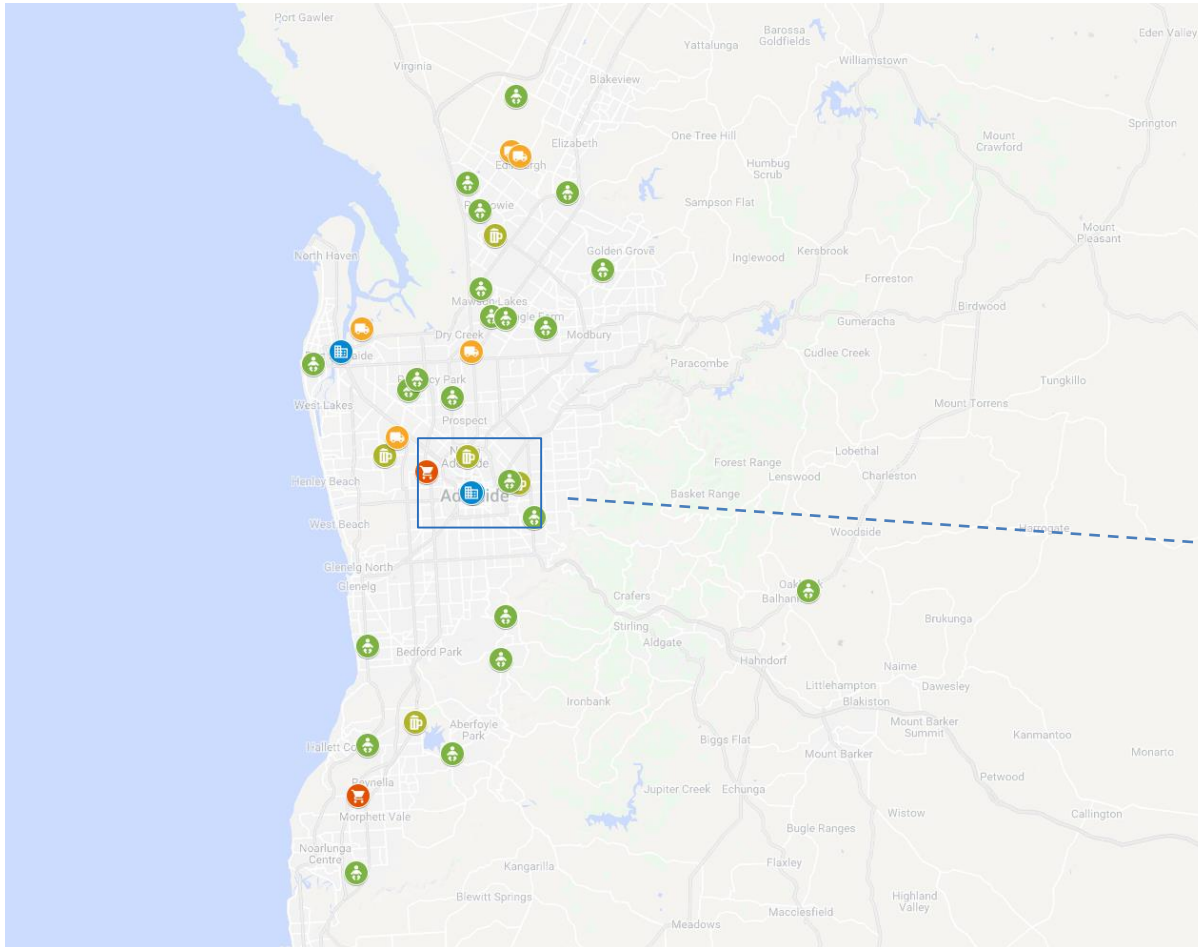 Port Gawler
Barossa
Goldfields
Eden Valley
Yattalunga
Virginia
Williamstown
Blakeview
Springton
One Tree Hill
Mount
Crawford
Elizabeth
Humbug
Scrub
Sampson Flat
Mount
Pleasant
Golden Grove
Kersbrook
North Haven
Inglewood
Forreston
Mawson Lakes
Birdwood
Gumeracha
Dry Creek
Modbury
Cudlee Creek
Paracombe
Tungkillo
West Lakes
Mount Torrens
Prospect
Lobethal
Forest Range
Adelaide
Lenswood
Charleston
Henley Beach
Basket Range
West Beach
Harrogate
Woodside
Glenelg North
Glenelg
Crafers
Brukunga
Stirling
Aldgate
Bedford Park
Hahndorf
Nairne
Littlehampton
Dawesley
Ironbank
Blakiston
Aberfoyle
Park
Mount Barker
Summit
Kanmantoo
Biggs Flat
Mount Barker
Monarto
Petwood
Jupiter Creek
Echunga
Morphett Vale
Wistow
Callington
Bugle Ranges
Noarlunga
Centre
Kangarilla
Flaxley
Blewitt Springs
Highland
Valley
Macclesfield
Meadows